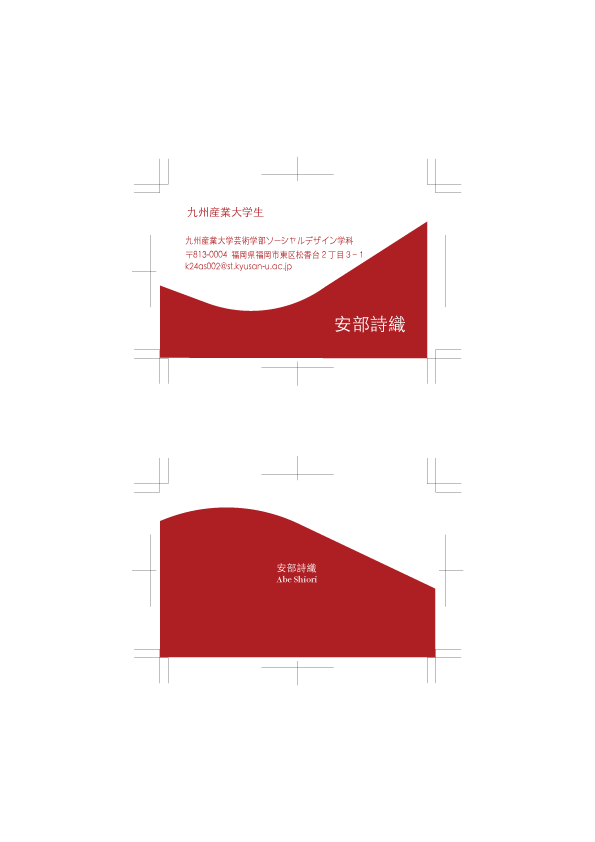 九州産業大学生
九州産業大学芸術学部ソーシャルデザイン学科
〒813-0004 福岡県福岡市東区松香台２丁目３−１
k24as002@st.kyusan-u.ac.jp
安部詩織
安部詩織
Abe Shiori